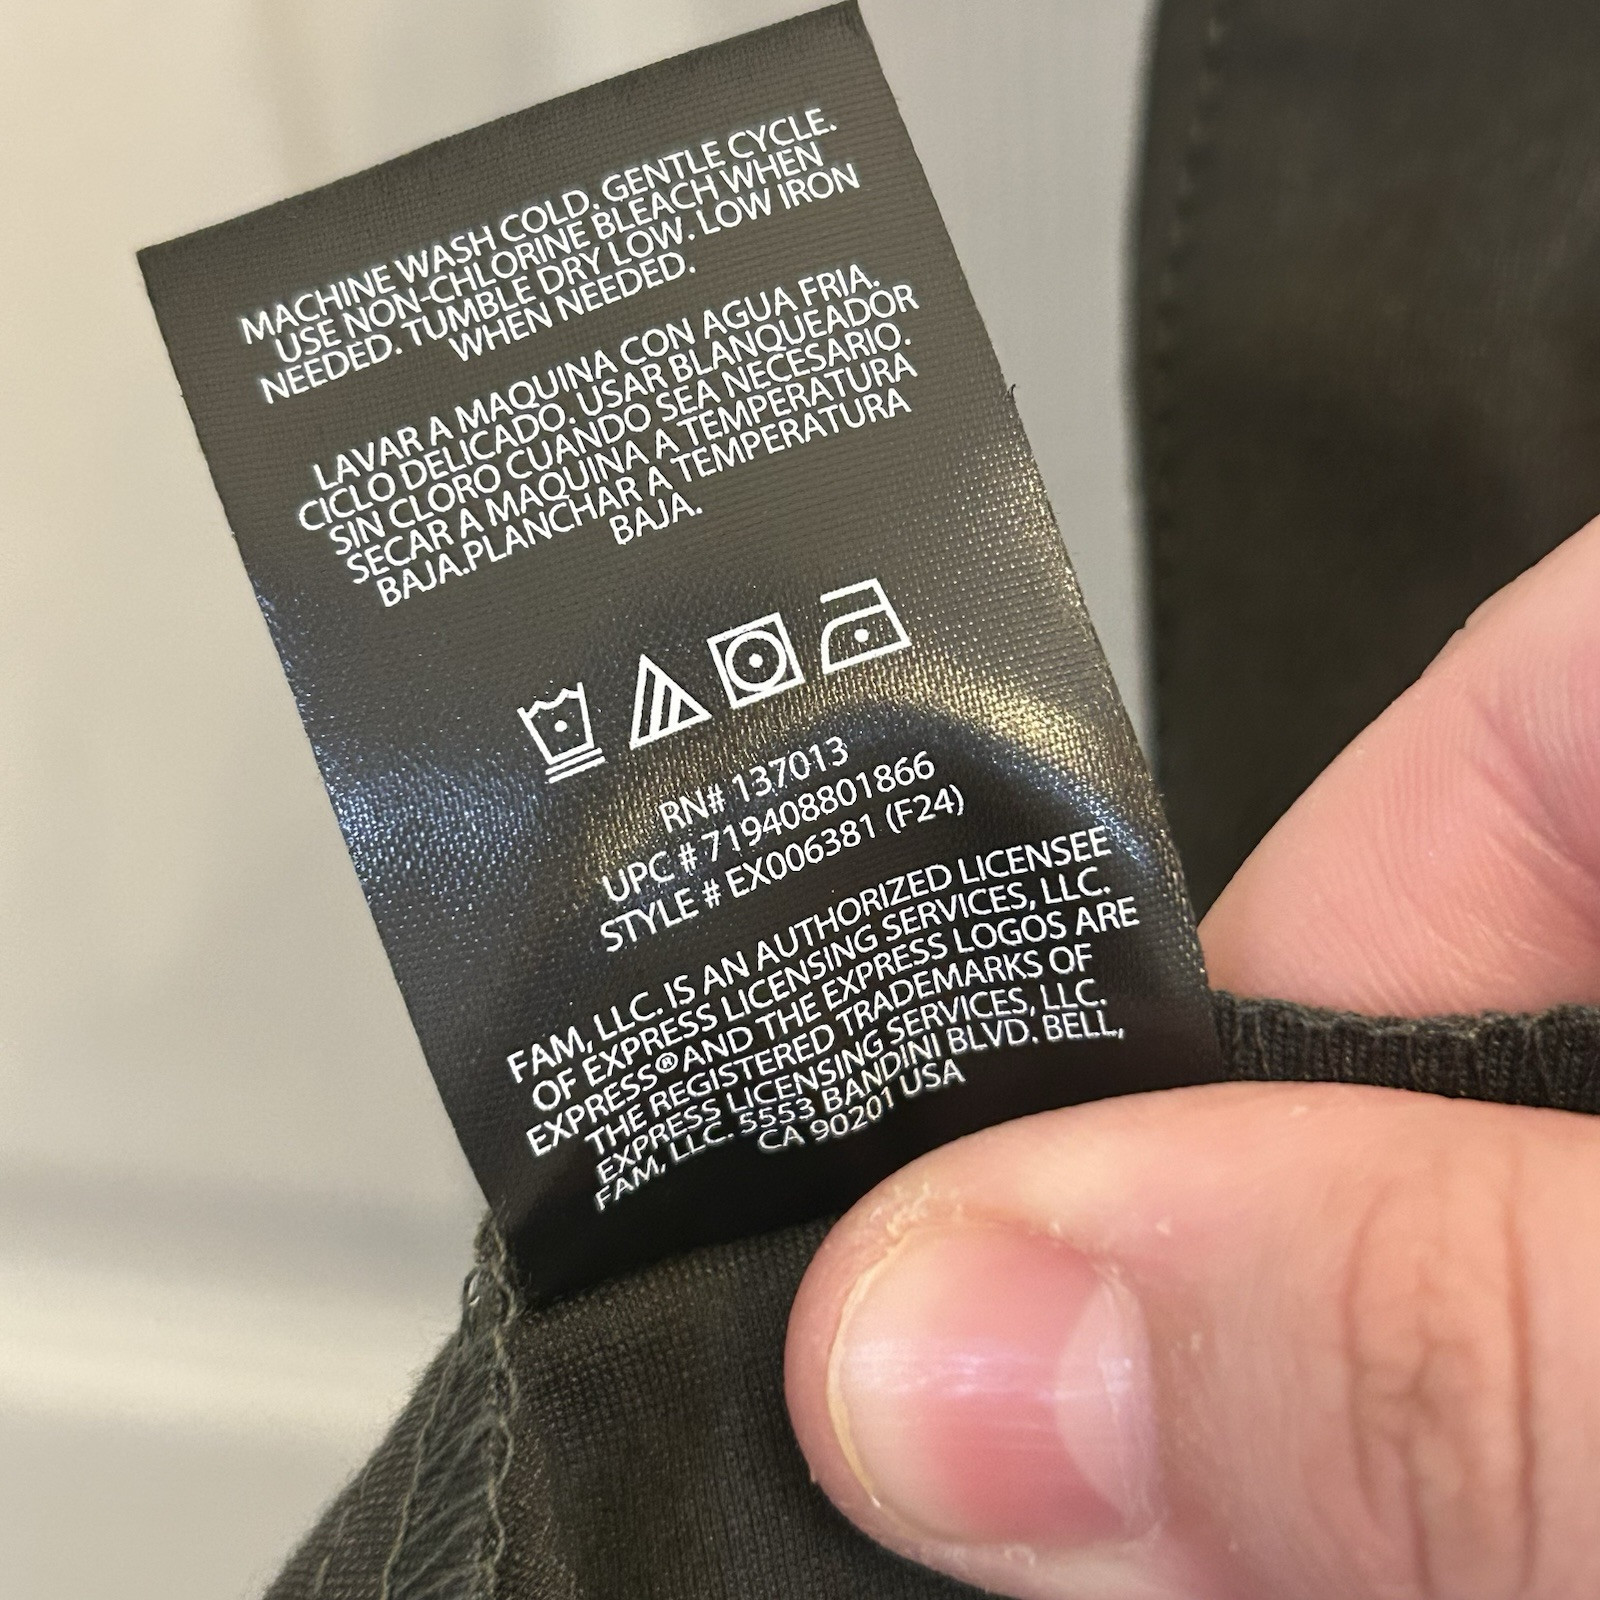 MACHINE WASH COLD. GENTLE CYCLE.
USE NON-CHLORINE BLEACH WHEN
NEEDED. TUMBLE DRY LOW. LOW IRON
WHEN NEEDED.
LAVAR A MAQUINA CON AGUA FRIA.
CICLO DELICADO. USAR BLANQUEADOR
SIN CLORO CUANDO SEA NECESARIO.
SECAR A MAQUINA A TEMPERATURA
BAJA.PLANCHAR A TEMPERATURA
BAJA.
RN# 137013
UPC # 719408801866
STYLE # EX006381 (F24)
FAM, LLC. IS AN AUTHORIZED LICENSEE
OF EXPRESS LICENSING SERVICES, LLC.
EXPRESS® AND THE EXPRESS LOGOS ARE
THE REGISTERED TRADEMARKS OF
EXPRESS LICENSING SERVICES, LLC.
FAM, LLC. 5553 BANDINI BLVD. BELL,
CA 90201 USA